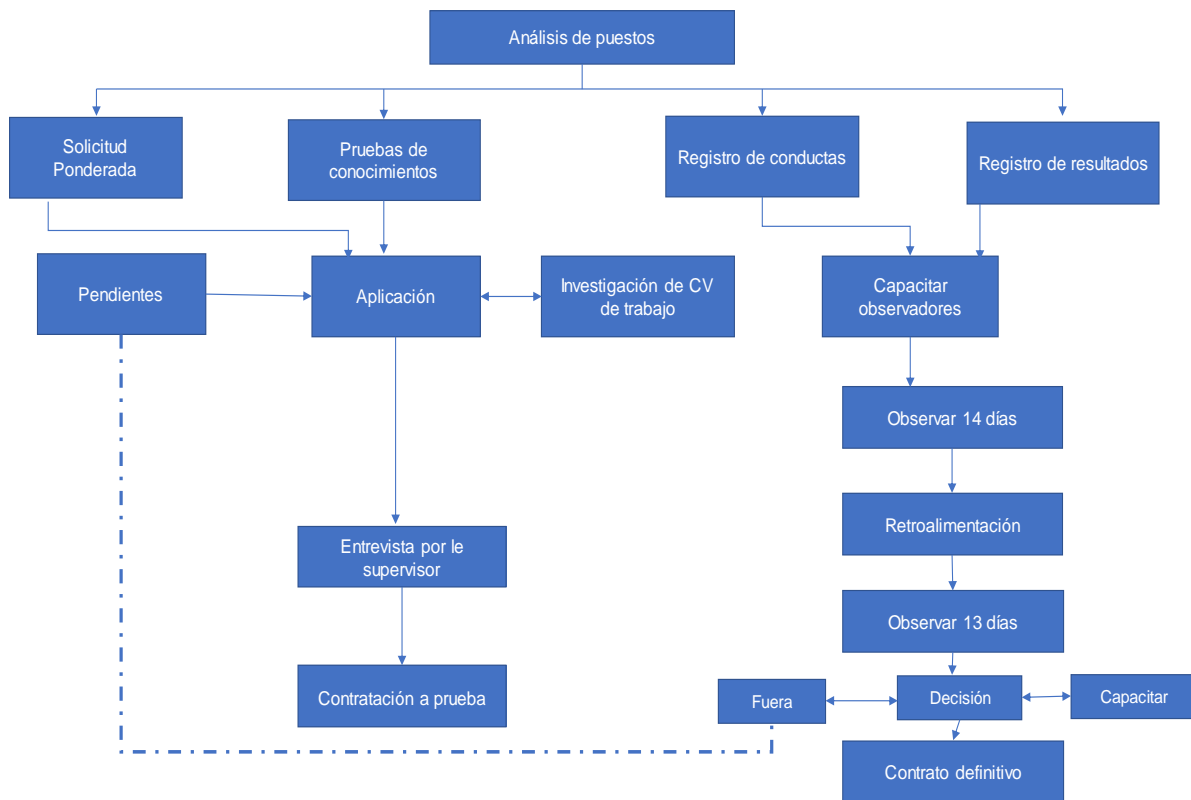 Análisis de puestos
Solicitud
Ponderada
Pruebas de
conocimientos
Registro de conductas
Registro de resultados
Pendientes
Aplicación
Investigación de CV
de trabajo
Capacitar
observadores
Observar 14 días
Retroalimentación
Entrevista por le
supervisor
Observar 13 días
Contratación a prueba
Fuera
Decisión
Capacitar
Contrato definitivo